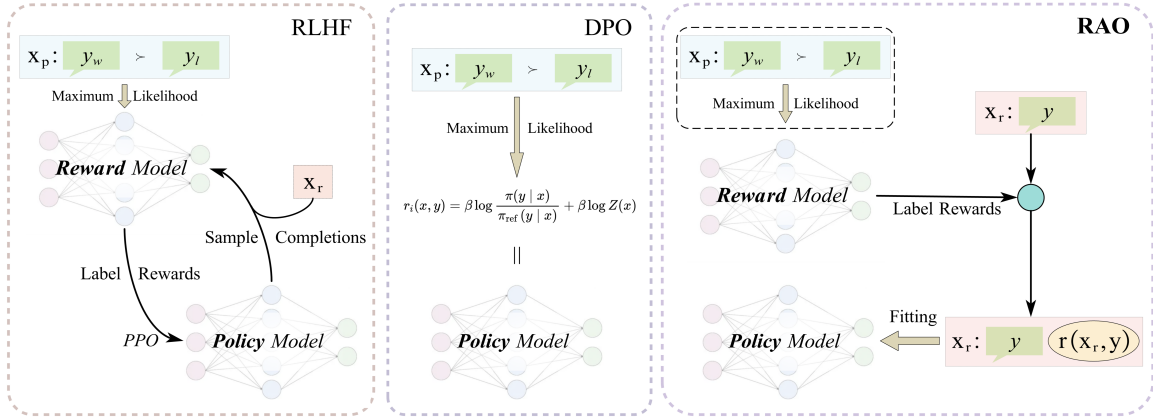 RLHF
x_p: y_w ≻ y_l
Maximum Likelihood
Reward Model
x_r
Sample Completions
Label Rewards
PPO
Policy Model
DPO
x_p: y_w ≻ y_l
Maximum Likelihood
r_i(x, y) = β log π(y | x) / π_ref(y | x) + β log Z(x)
||
Policy Model
RAO
x_p: y_w ≻ y_l
Maximum Likelihood
x_r: y
Reward Model
Label Rewards
Fitting
Policy Model
x_r: y r(x_r,y)